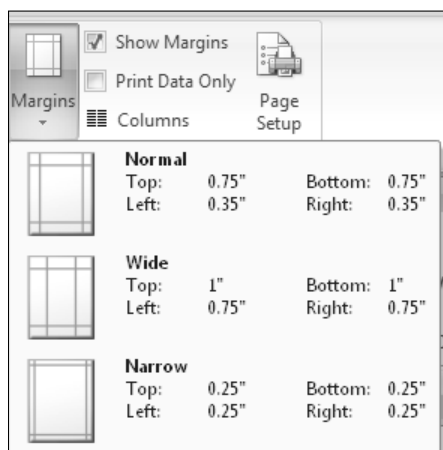 Show Margins
Print Data Only
Margins
Columns
Page
Setup
Normal
Top: 0.75" Bottom: 0.75"
Left: 0.35" Right: 0.35"
Wide
Top: 1" Bottom: 1"
Left: 0.75" Right: 0.75"
Narrow
Top: 0.25" Bottom: 0.25"
Left: 0.25" Right: 0.25"